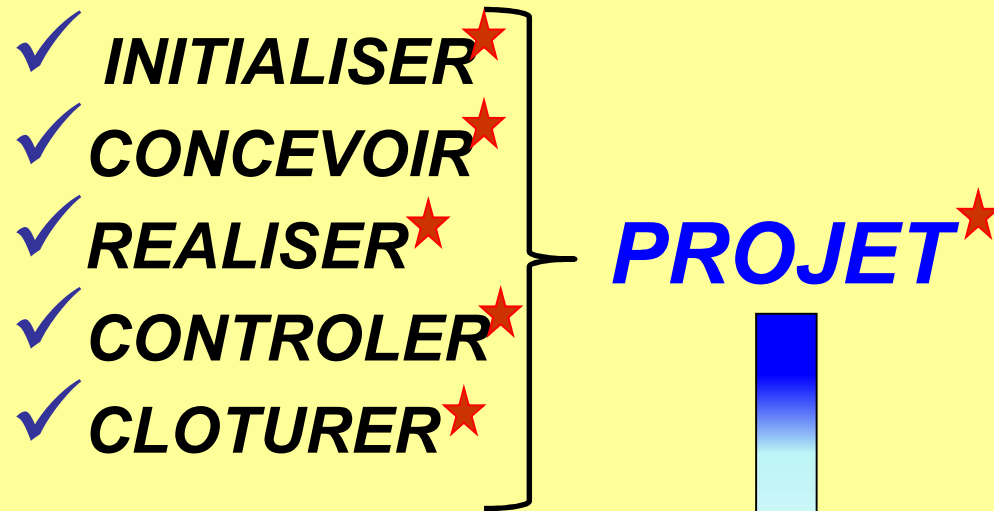 INITIALISER
CONCEVOIR
REALISER
CONTROLER
CLOTURER
PROJET